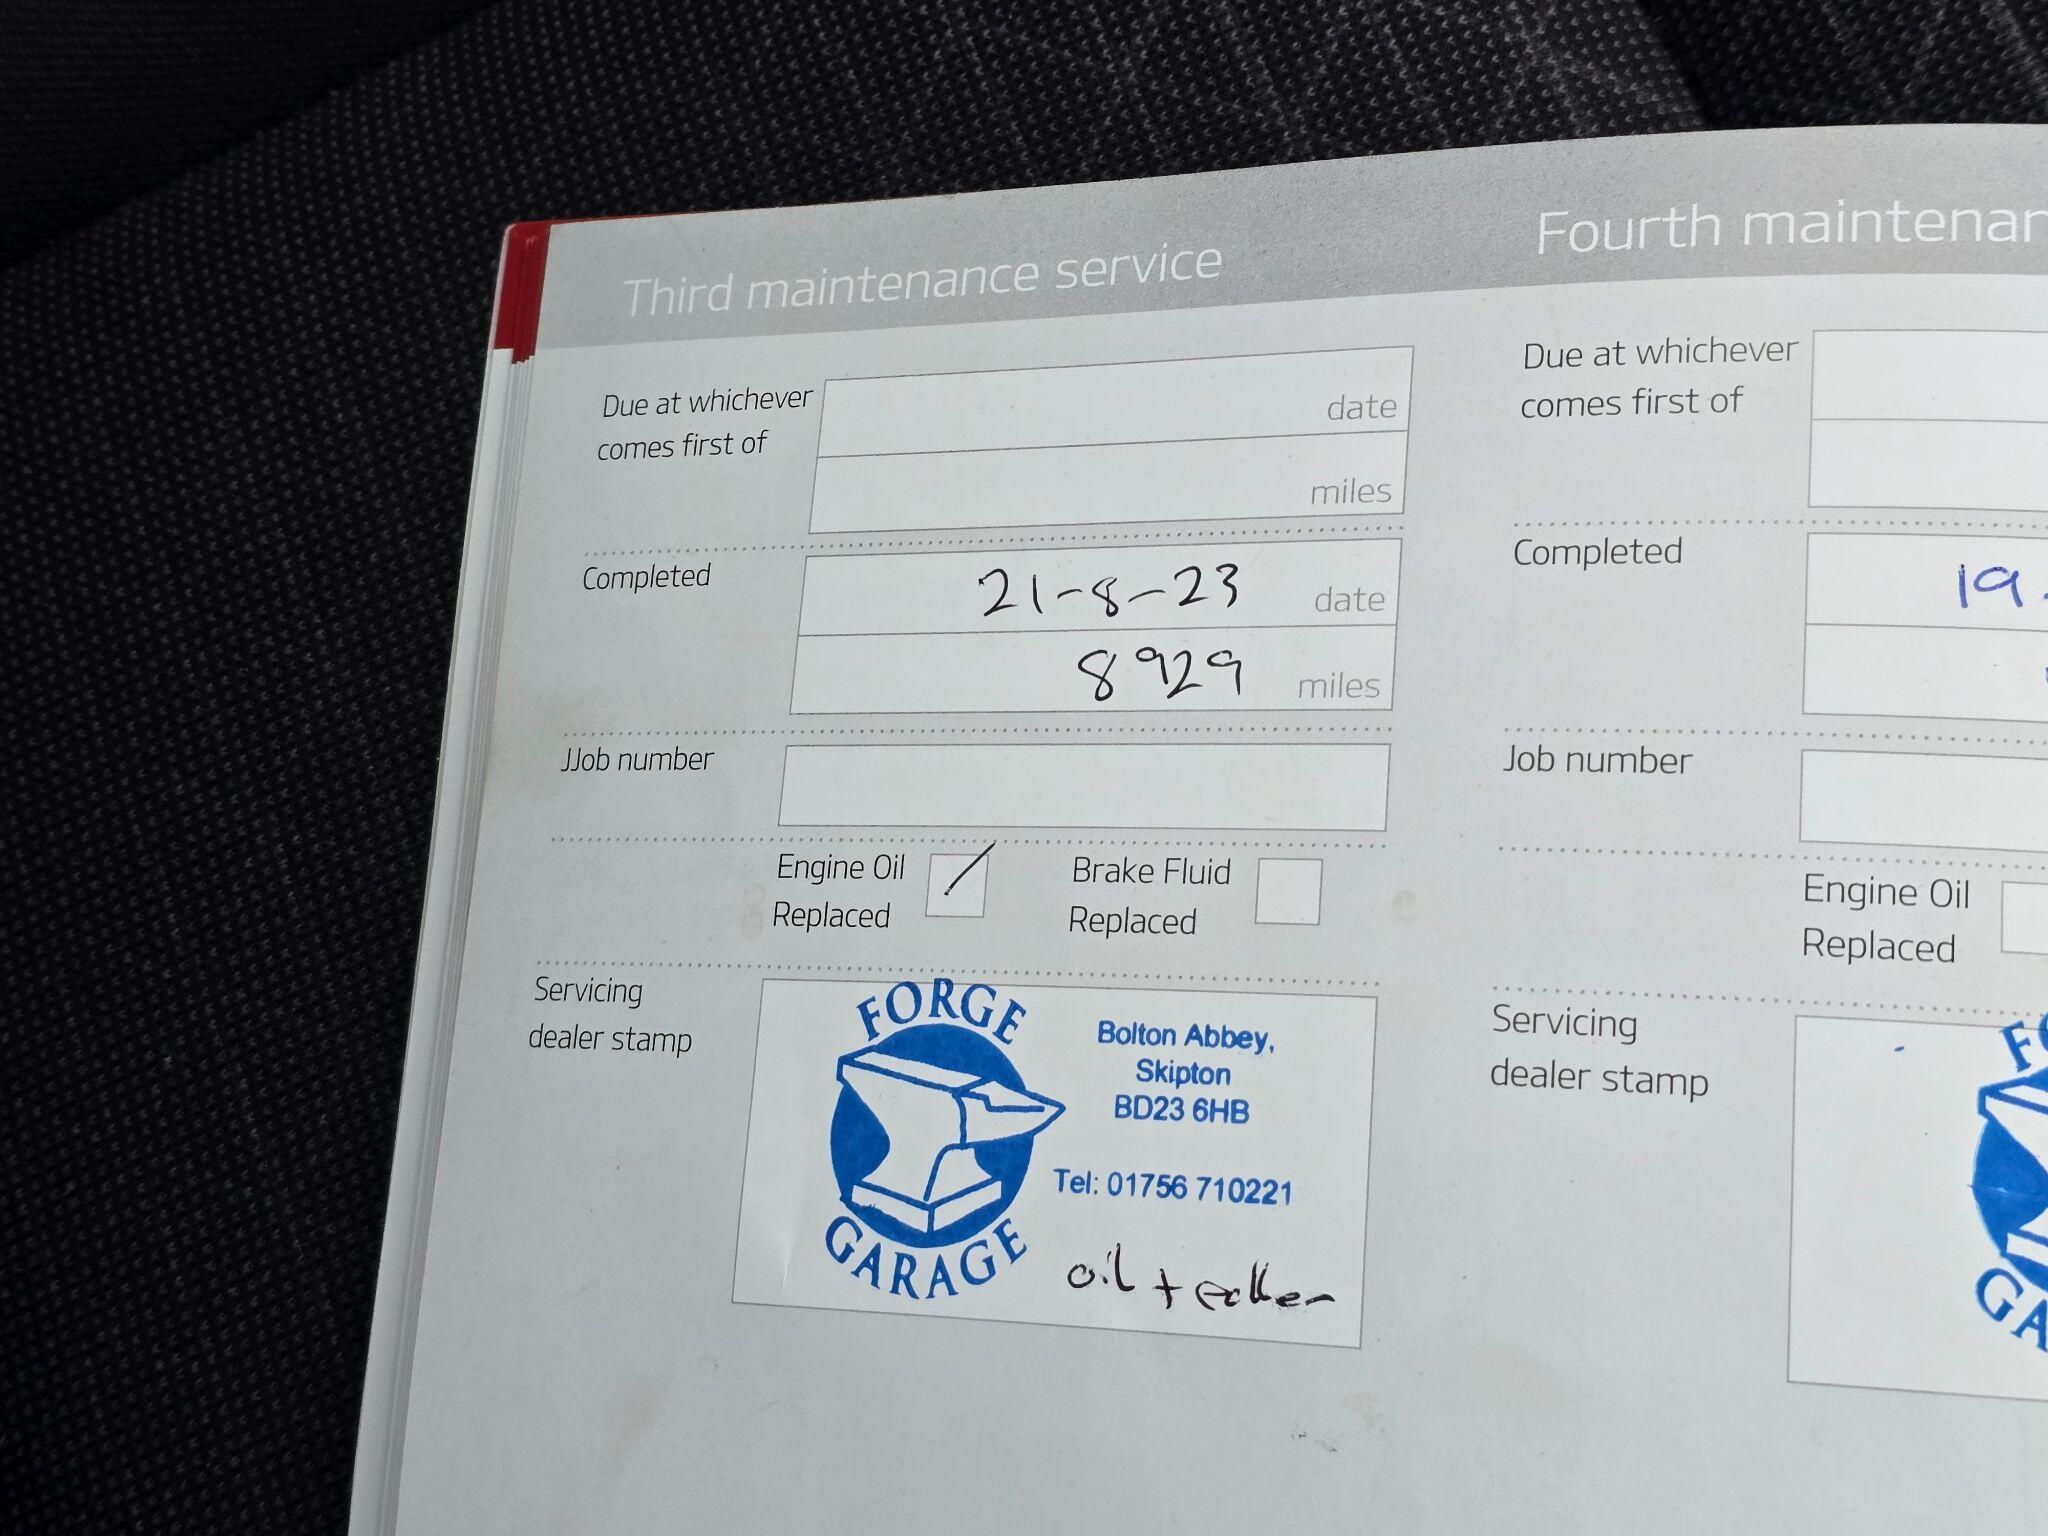 Third maintenance service
Due at whichever
comes first of
date
miles
Completed
21-8-23 date
8929 miles
JJob number
Engine Oil
Replaced
Brake Fluid
Replaced
Servicing
dealer stamp
FORGE
GARAGE
Bolton Abbey,
Skipton
BD23 6HB
Tel: 01756 710221
oil +
Fourth
Due at whichever
comes first of
Completed
19
Job number
Engine Oil
Replaced
Servicing
dealer stamp